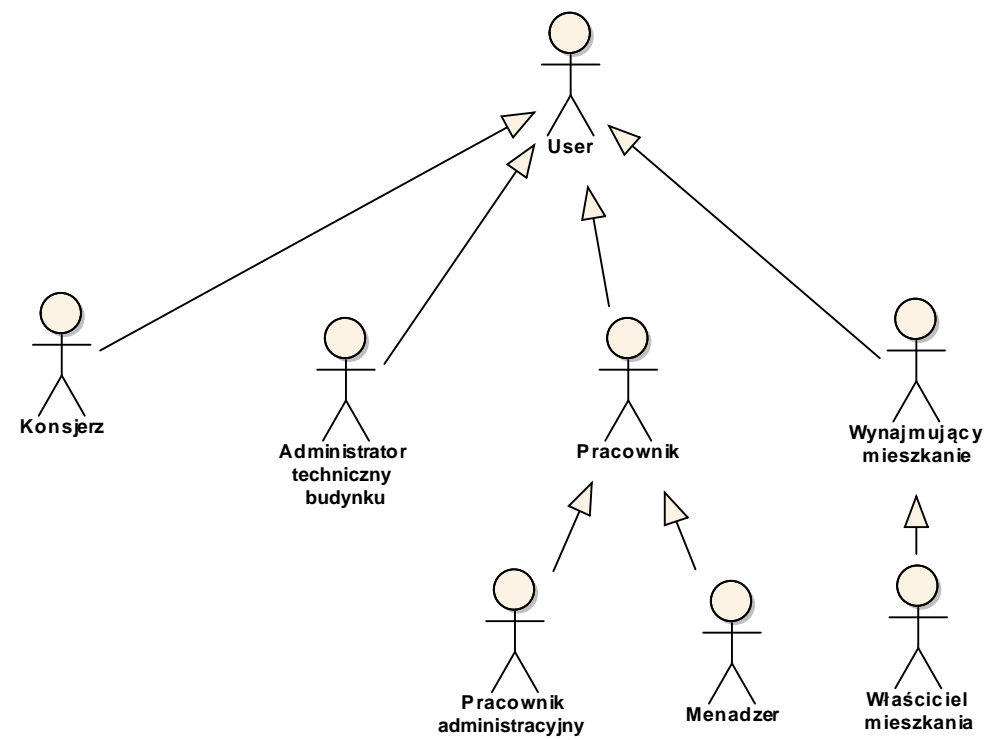 User
Konsjerz
Administrator
techniczny
budynku
Pracownik
Wynajmujący
mieszkanie
Pracownik
administracyjny
Menadzer
Właściciel
mieszkania